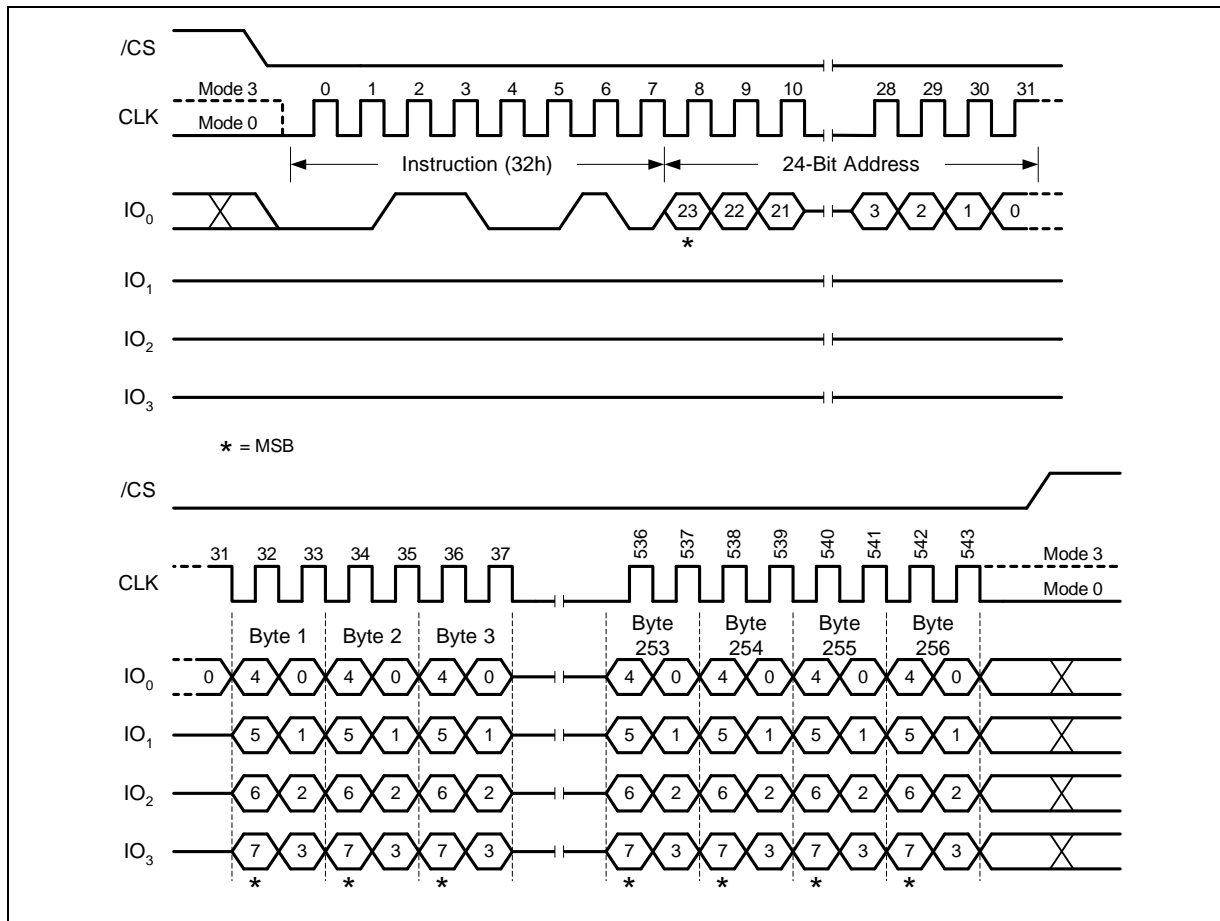 /CS
Mode 3 0 1 2 3 4 5 6 7 8 9 10 28 29 30 31
CLK
Mode 0
Instruction (32h) 24-Bit Address
IO0 23 22 21 3 2 1 0
*
IO1
IO2
IO3
* = MSB
/CS
31 32 33 34 35 36 37 536 537 538 539 540 541 542 543 Mode 3
CLK
Mode 0
Byte 1 Byte 2 Byte 3 Byte 253 Byte 254 Byte 255 Byte 256
IO0 0 4 0 4 0 4 0 4 0 4 0 4 0 4 0
IO1 5 1 5 1 5 1 5 1 5 1 5 1 5 1
IO2 6 2 6 2 6 2 6 2 6 2 6 2 6 2
IO3 7 3 7 3 7 3 7 3 7 3 7 3 7 3
* * * * * * *